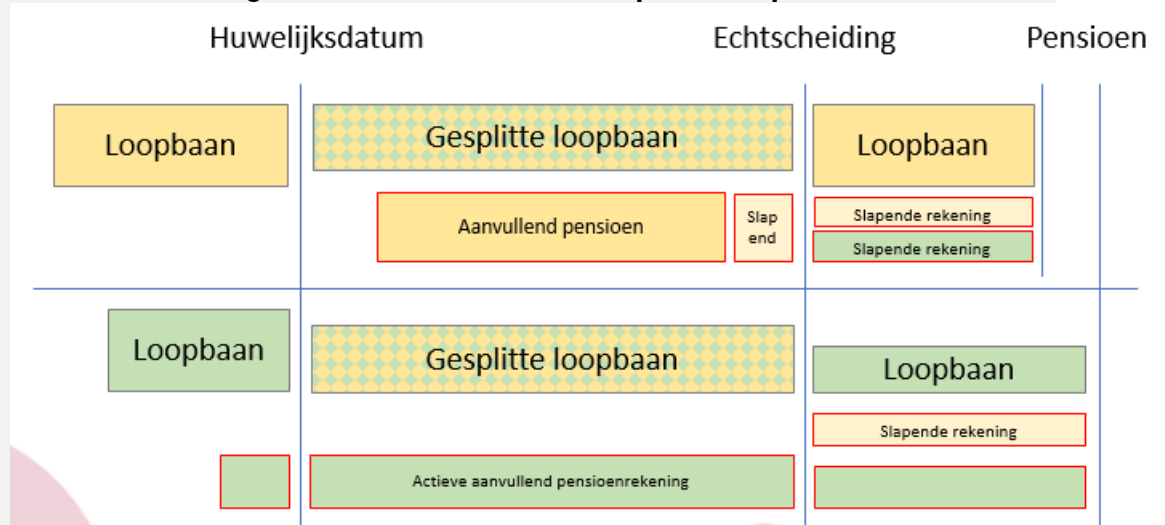 Huwelijksdatum
Echtscheiding
Pensioen
Loopbaan
Gesplitte loopbaan
Loopbaan
Aanvullend pensioen
Slap
end
Slapende rekening
Slapende rekening
Loopbaan
Gesplitte loopbaan
Loopbaan
Slapende rekening
Actieve aanvullend pensioenrekening